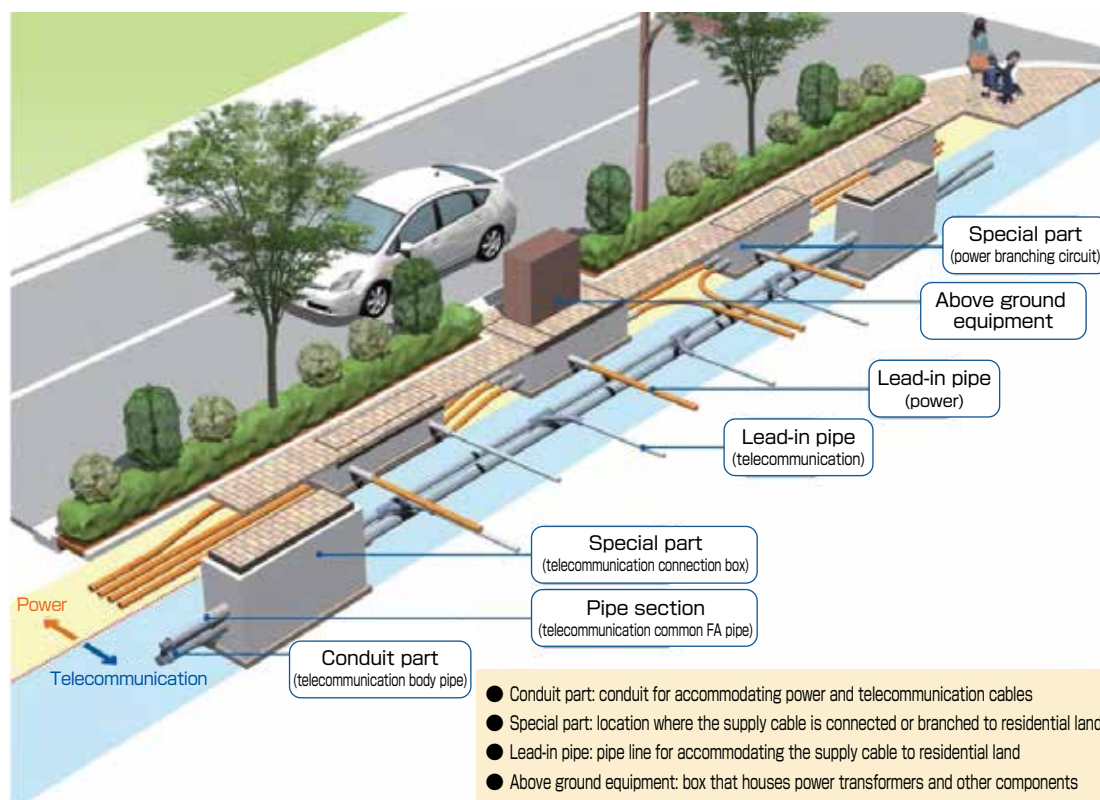 Special part
(power branching circuit)
Above ground
equipment
Lead-in pipe
(power)
Lead-in pipe
(telecommunication)
Special part
(telecommunication connection box)
Pipe section
(telecommunication common FA pipe)
Conduit part
(telecommunication body pipe)
Power
Telecommunication
● Conduit part: conduit for accommodating power and telecommunication cables
● Special part: location where the supply cable is connected or branched to residential land
● Lead-in pipe: pipe line for accommodating the supply cable to residential land
● Above ground equipment: box that houses power transformers and other components